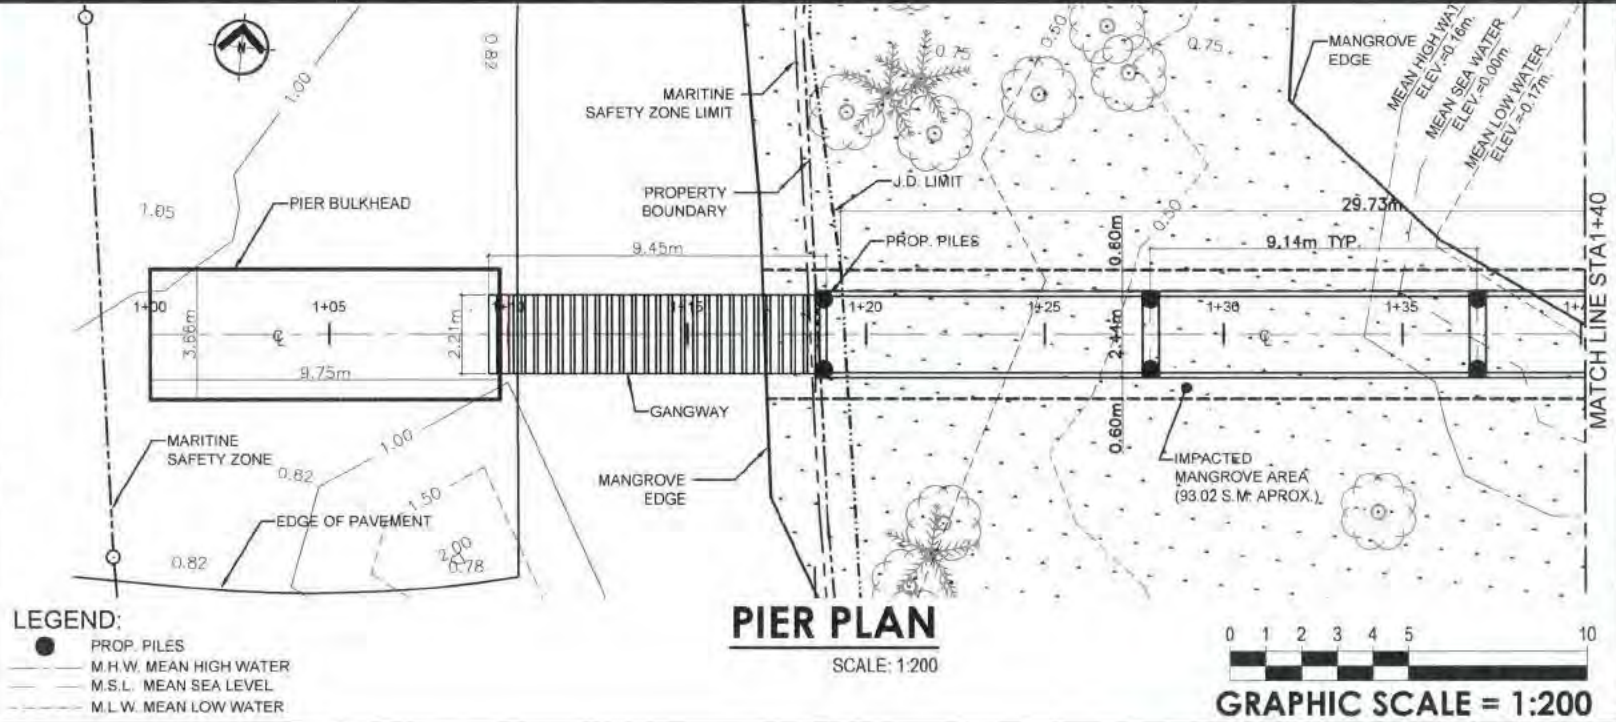 N
1.00
0.82
MARITINE
SAFETY ZONE LIMIT
0.75
0.50
0.75
MANGROVE
EDGE
MEAN HIGH WAT
ELEV.=0.16m.
MEAN SEA WATER
ELEV.=0.00m.
MEAN LOW WATER
ELEV.=-0.17m.
1.05
PIER BULKHEAD
PROPERTY
BOUNDARY
J.D. LIMIT
29.73m
0.50
9.45m
PROP. PILES
0.60m
9.14m TYP.
1+00
1+05
1+10
1+15
1+20
1+25
1+30
1+35
3.66m
℄
2.21m
2.44m
℄
9.75m
GANGWAY
0.60m
MATCH LINE STA 1+40
MARITINE
SAFETY ZONE
1.00
0.82
1.50
MANGROVE
EDGE
IMPACTED
MANGROVE AREA
(93.02 S.M. APROX.)
EDGE OF PAVEMENT
0.82
2.00
0.78
LEGEND:
PROP. PILES
M.H.W. MEAN HIGH WATER
M.S.L. MEAN SEA LEVEL
M.L.W. MEAN LOW WATER
PIER PLAN
SCALE: 1:200
0 1 2 3 4 5 10
GRAPHIC SCALE = 1:200